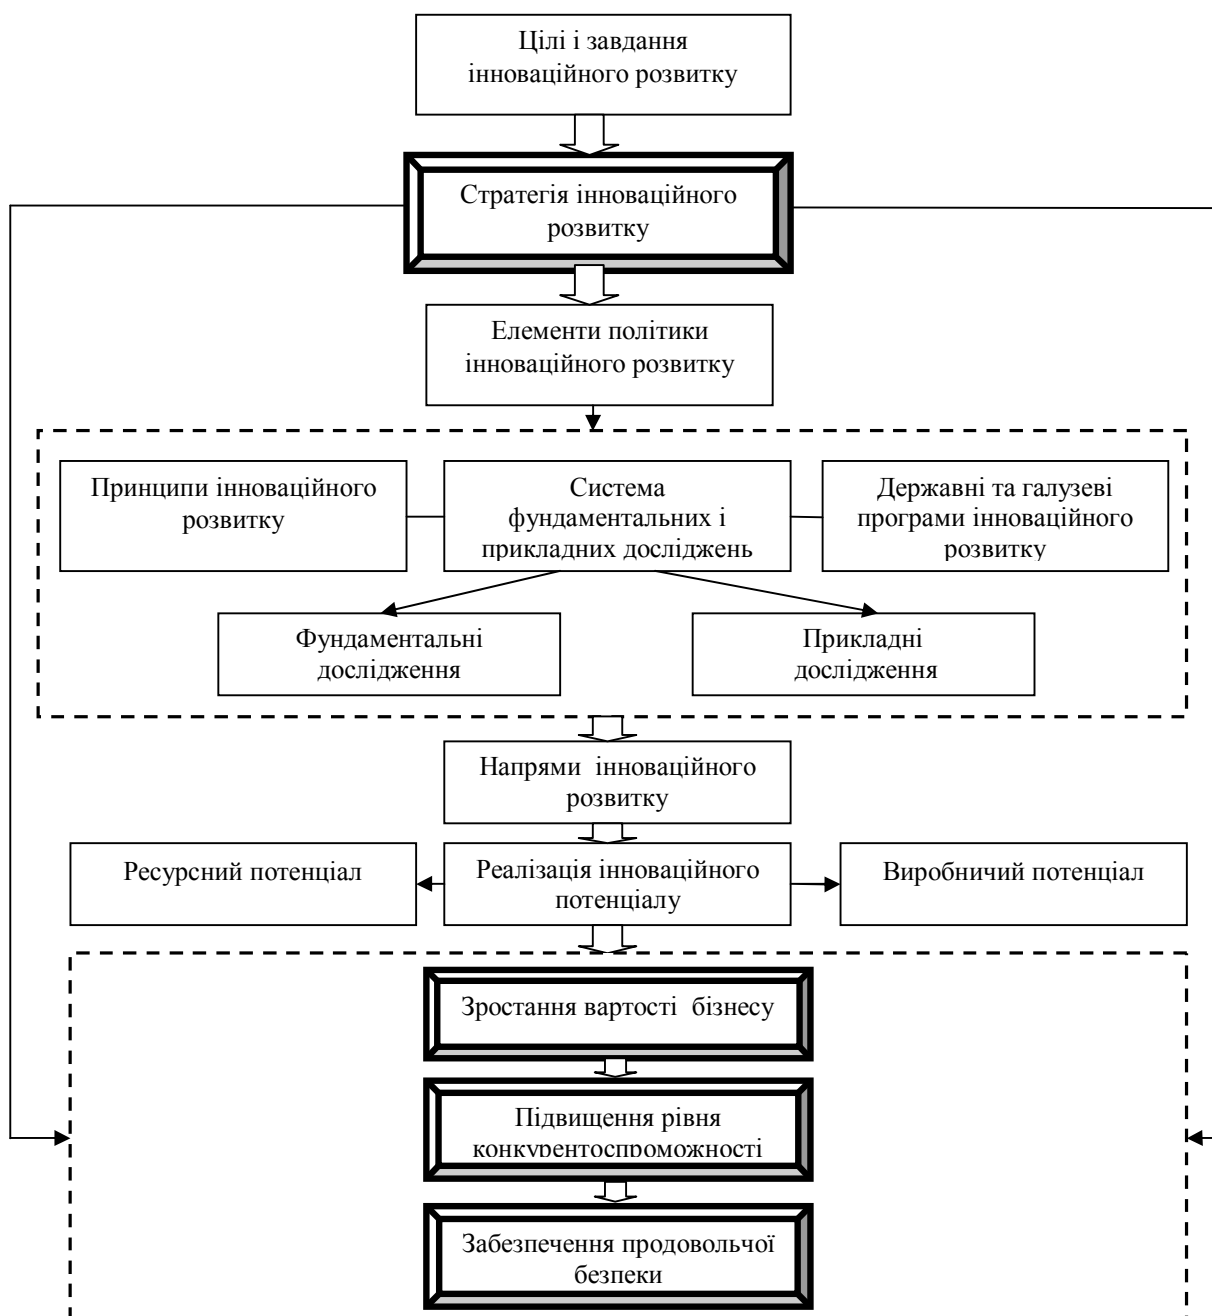 Цілі і завдання
інноваційного розвитку
Стратегія інноваційного
розвитку
Елементи політики
інноваційного розвитку
Принципи інноваційного
розвитку
Система
фундаментальних і
прикладних досліджень
Державні та галузеві
програми інноваційного
розвитку
Фундаментальні
дослідження
Прикладні
дослідження
Напрями інноваційного
розвитку
Ресурсний потенціал
Реалізація інноваційного
потенціалу
Виробничий потенціал
Зростання вартості бізнесу
Підвищення рівня
конкурентоспроможності
Забезпечення продовольчої
безпеки